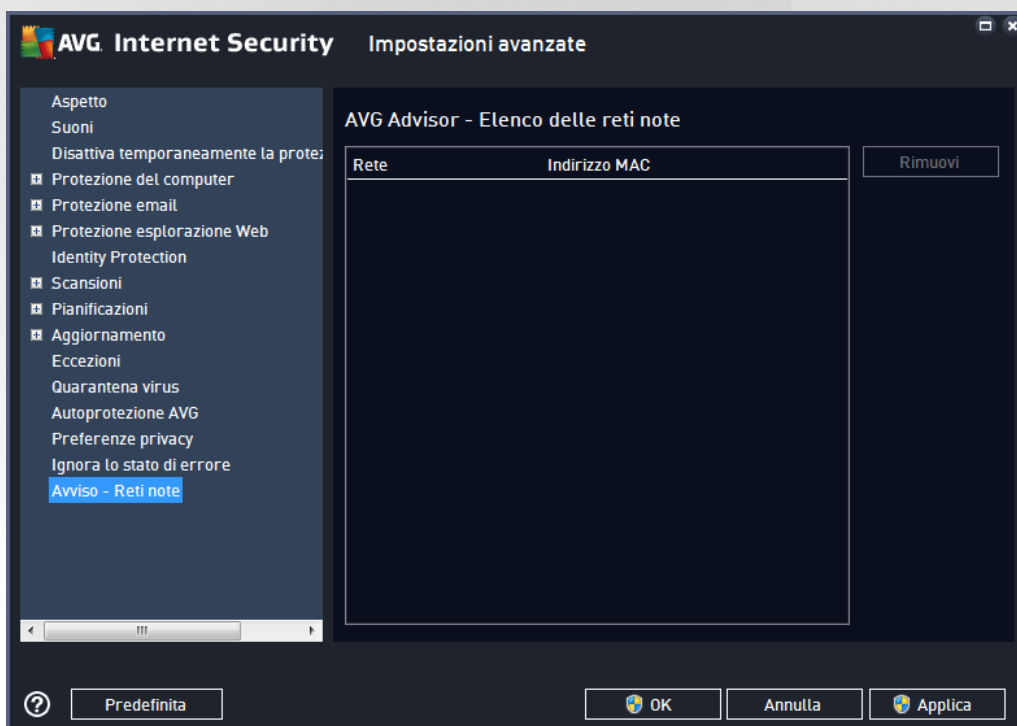 AVG Internet Security Impostazioni avanzate
Aspetto
Suoni
Disattiva temporaneamente la protez
Protezione del computer
Protezione email
Protezione esplorazione Web
Identity Protection
Scansioni
Pianificazioni
Aggiornamento
Eccezioni
Quarantena virus
Autoprotezione AVG
Preferenze privacy
Ignora lo stato di errore
Avviso - Reti note
AVG Advisor - Elenco delle reti note
Rete Indirizzo MAC
Rimuovi
? Predefinita OK Annulla Applica